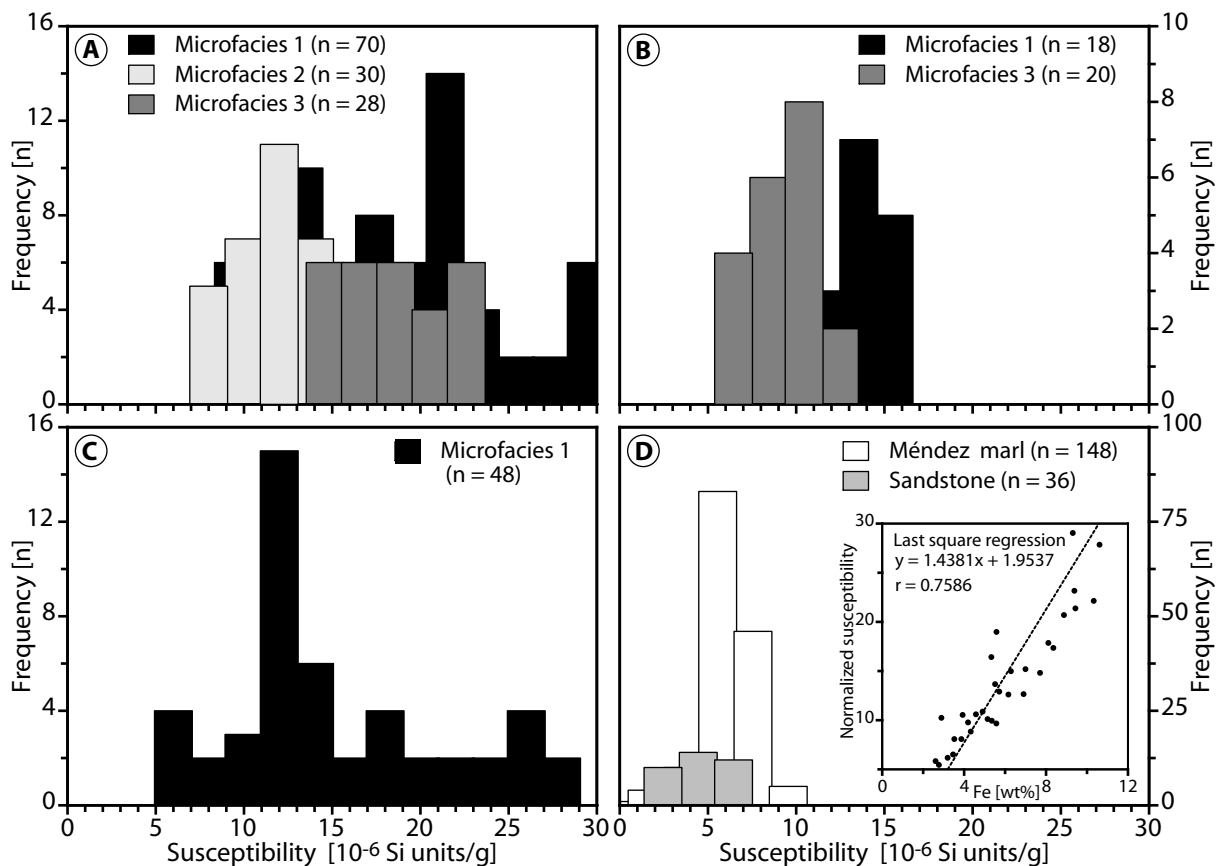 A
Microfacies 1 (n = 70)
Microfacies 2 (n = 30)
Microfacies 3 (n = 28)
16
12
8
4
0
Frequency [n]
B
Microfacies 1 (n = 18)
Microfacies 3 (n = 20)
10
8
6
4
2
0
Frequency [n]
C
Microfacies 1
(n = 48)
16
12
8
4
0
Frequency [n]
0 5 10 15 20 25 30
Susceptibility [10-6 Si units/g]
D
Méndez marl (n = 148)
Sandstone (n = 36)
100
75
50
25
0
Frequency [n]
Last square regression
y = 1.4381x + 1.9537
r = 0.7586
30
20
10
Normalized susceptibility
0 4 8 12
Fe [wt%]
0 5 10 15 20 25 30
Susceptibility [10-6 Si units/g]